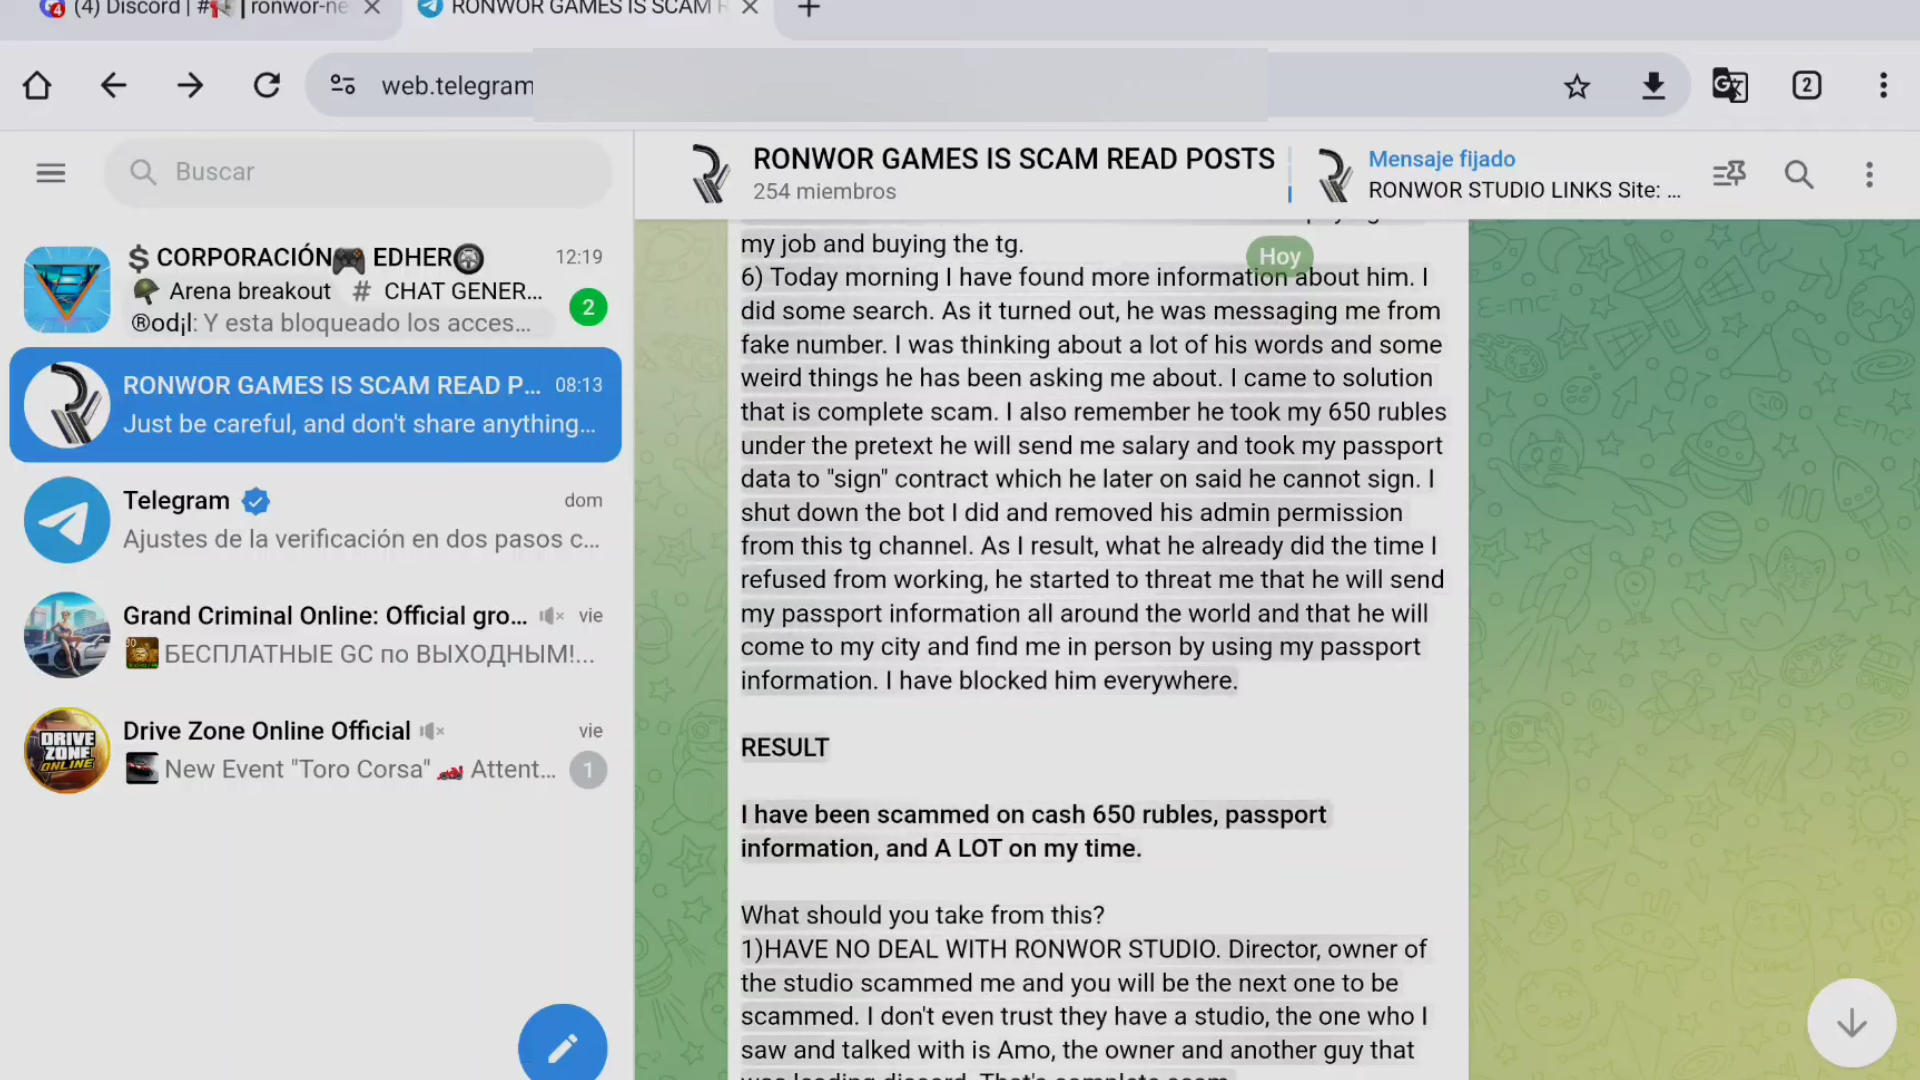 (4) Discord | # | ronwor-ne
RONWOR GAMES IS SCAM R
web.telegram
2
Buscar
RONWOR GAMES IS SCAM READ POSTS
254 miembros
Mensaje fijado
RONWOR STUDIO LINKS Site: ...
$ CORPORACIÓN🎮 EDHER🛞
12:19
Arena breakout # CHAT GENER...
®od¡l: Y esta bloqueado los acces...
2
RONWOR GAMES IS SCAM READ P...
08:13
Just be careful, and don't share anything...
Telegram
dom
Ajustes de la verificación en dos pasos c...
Grand Criminal Online: Official gro...
vie
БЕСПЛАТНЫЕ GC по ВЫХОДНЫМ!...
Drive Zone Online Official
vie
New Event "Toro Corsa" 🏎️ Attent...
1
DRIVE
ZONE
ONLINE
my job and buying the tg.
Hoy
6) Today morning I have found more information about him. I
did some search. As it turned out, he was messaging me from
fake number. I was thinking about a lot of his words and some
weird things he has been asking me about. I came to solution
that is complete scam. I also remember he took my 650 rubles
under the pretext he will send me salary and took my passport
data to "sign" contract which he later on said he cannot sign. I
shut down the bot I did and removed his admin permission
from this tg channel. As I result, what he already did the time I
refused from working, he started to threat me that he will send
my passport information all around the world and that he will
come to my city and find me in person by using my passport
information. I have blocked him everywhere.
RESULT
I have been scammed on cash 650 rubles, passport
information, and A LOT on my time.
What should you take from this?
1)HAVE NO DEAL WITH RONWOR STUDIO. Director, owner of
the studio scammed me and you will be the next one to be
scammed. I don't even trust they have a studio, the one who I
saw and talked with is Amo, the owner and another guy that
was leading discord. That's complete scam.